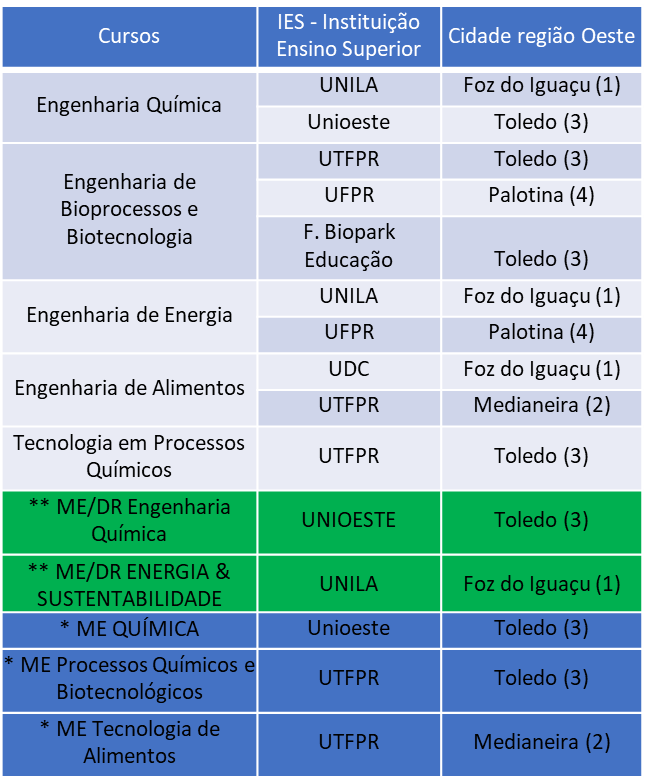 Cursos
IES - Instituição
Ensino Superior
Cidade região Oeste
Engenharia Química
UNILA
Foz do Iguaçu (1)
Unioeste
Toledo (3)
Engenharia de
Bioprocessos e
Biotecnologia
UTFPR
Toledo (3)
UFPR
Palotina (4)
F. Biopark
Educação
Toledo (3)
Engenharia de Energia
UNILA
Foz do Iguaçu (1)
UFPR
Palotina (4)
Engenharia de Alimentos
UDC
Foz do Iguaçu (1)
UTFPR
Medianeira (2)
Tecnologia em Processos
Químicos
UTFPR
Toledo (3)
** ME/DR Engenharia
Química
UNIOESTE
Toledo (3)
** ME/DR ENERGIA &
SUSTENTABILIDADE
UNILA
Foz do Iguaçu (1)
* ME QUÍMICA
Unioeste
Toledo (3)
* ME Processos Químicos e
Biotecnológicos
UTFPR
Toledo (3)
* ME Tecnologia de
Alimentos
UTFPR
Medianeira (2)